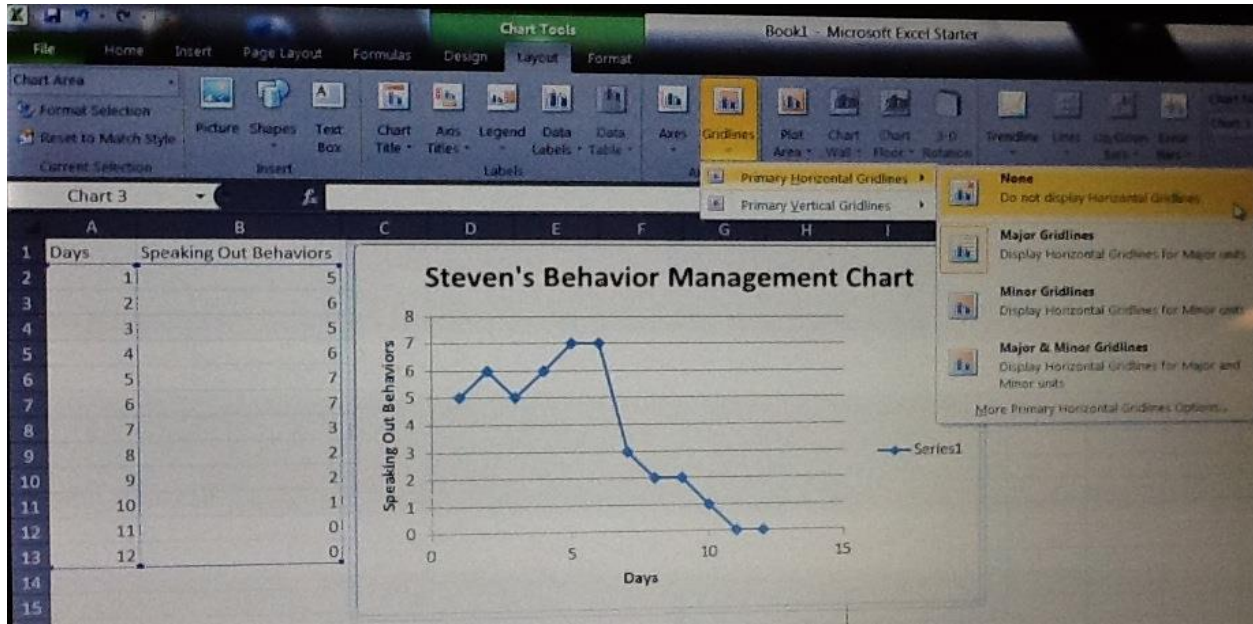 Chart Tools
Book1 - Microsoft Excel Starter
File Home Insert Page Layout Formulas Design Layout Format
Chart Area
Format Selection
Reset to Match Style
Current Selection
Picture Shapes Text Box
Insert
Chart Title Axis Titles Legend Data Labels Data Table
Labels
Axes Gridlines
Plot Area Chart Wall Chart Floor 3-D Rotation
Trendline Lines Up/Down Bars Error Bars
Primary Horizontal Gridlines
Primary Vertical Gridlines
None
Do not display Horizontal Gridlines
Major Gridlines
Display Horizontal Gridlines for Major units
Minor Gridlines
Display Horizontal Gridlines for Minor units
Major & Minor Gridlines
Display Horizontal Gridlines for Major and
Minor units
More Primary Horizontal Gridlines Options...
Chart 3 fx
A B C D E F G H I
1 Days Speaking Out Behaviors
2 1 5
3 2 6
4 3 5
5 4 6
6 5 7
7 6 7
8 7 3
9 8 2
10 9 2
11 10 1
12 11 0
13 12 0
14
15
Steven's Behavior Management Chart
Speaking Out Behaviors
8
7
6
5
4
3
2
1
0
0 5 10 15
Days
Series1